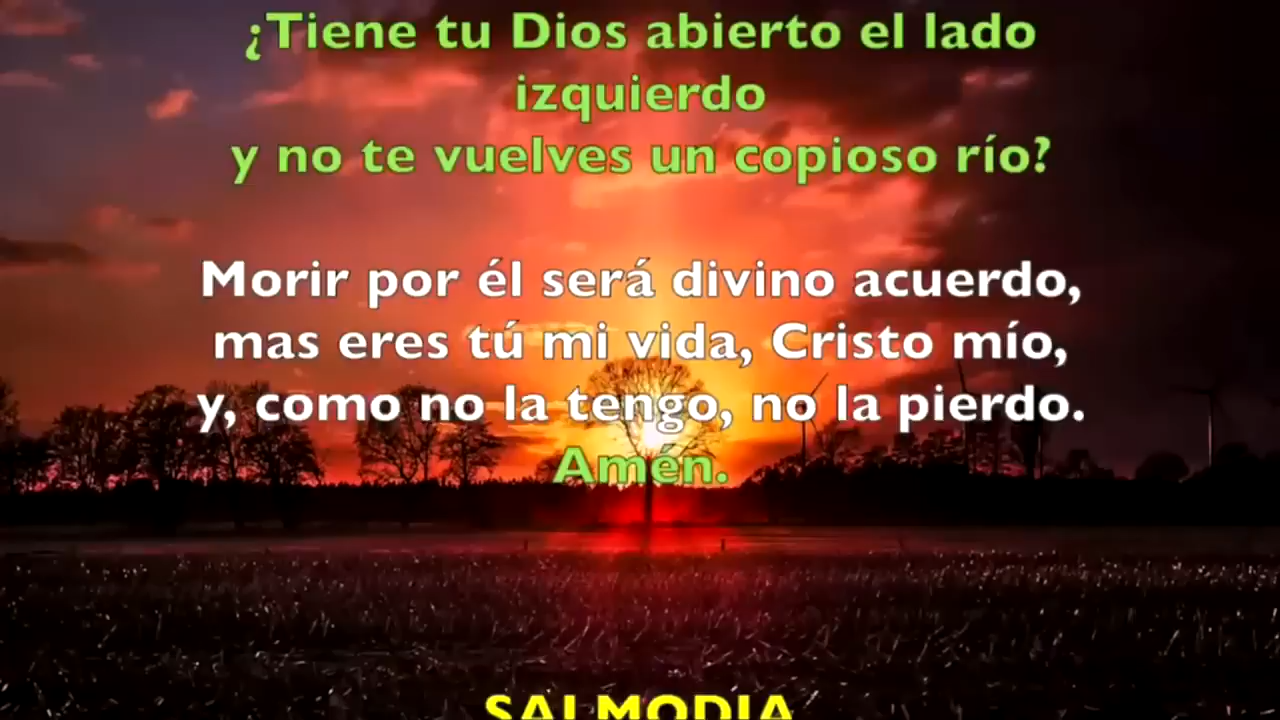 ¿Tiene tu Dios abierto el lado
izquierdo
y no te vuelves un copioso río?
Morir por él será divino acuerdo,
mas eres tú mi vida, Cristo mío,
y, como no la tengo, no la pierdo.
Amén.
SALMODIA